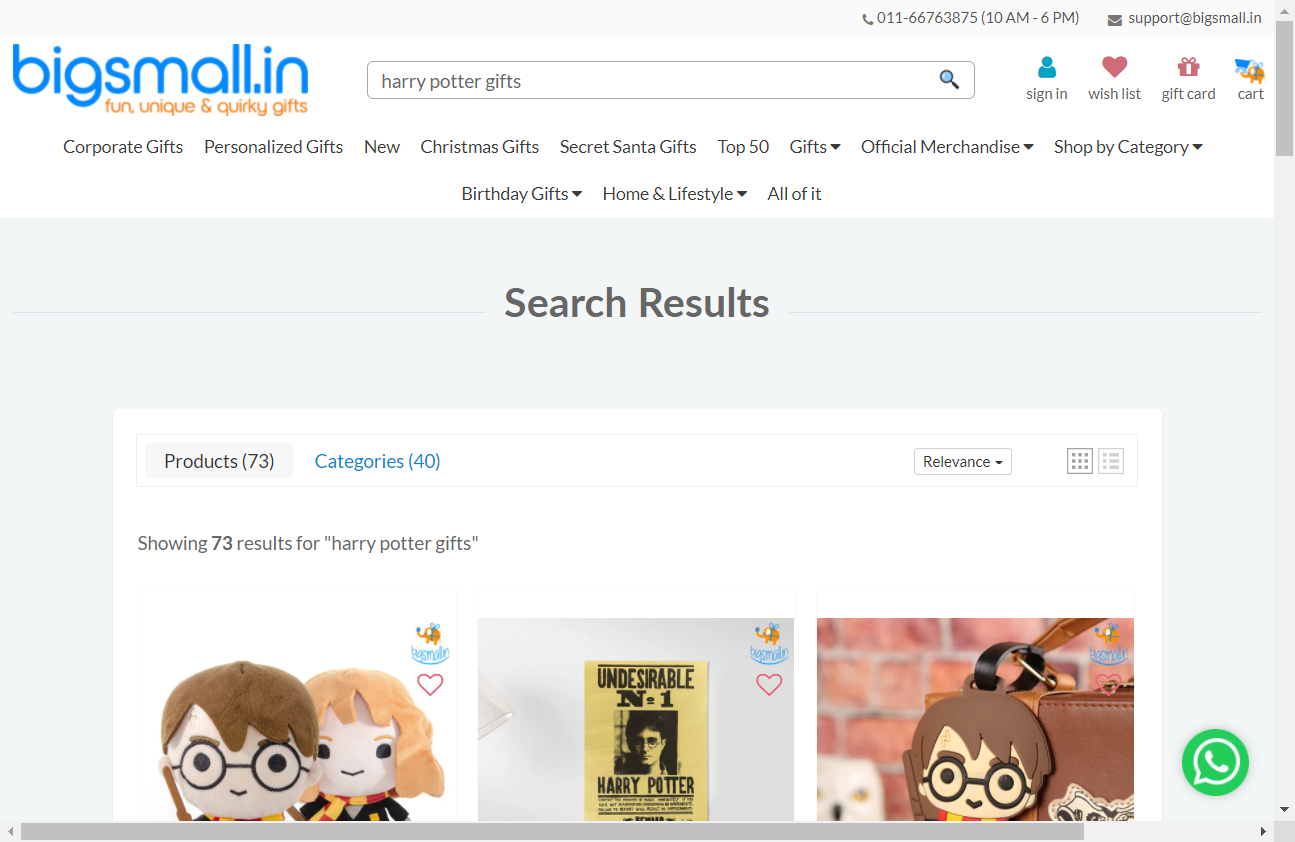 011-66763875 (10 AM - 6 PM) support@bigsmall.in
bigsmall.in
fun, unique & quirky gifts
harry potter gifts
sign in wish list gift card cart
Corporate Gifts Personalized Gifts New Christmas Gifts Secret Santa Gifts Top 50 Gifts Official Merchandise Shop by Category
Birthday Gifts Home & Lifestyle All of it
Search Results
Products (73) Categories (40) Relevance
Showing 73 results for "harry potter gifts"
bigsmall.in bigsmall.in bigsmall.in
UNDESIRABLE
No 1
HARRY POTTER